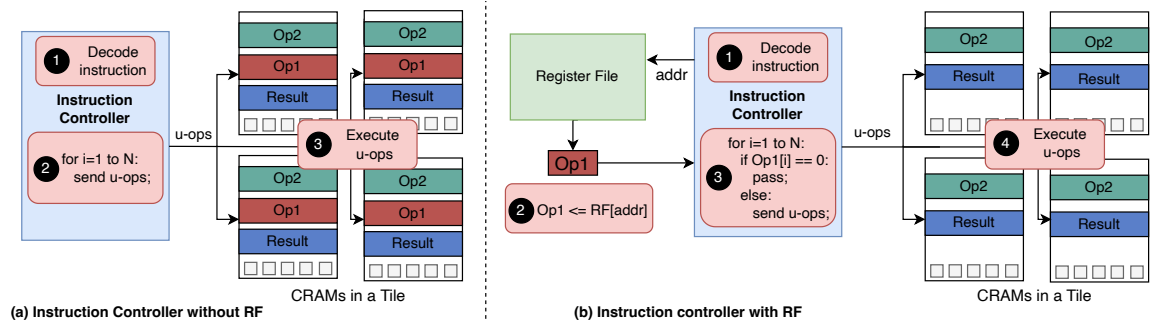 Op2
Op1
Result
Op2
Op1
Result
1 Decode
instruction
Instruction
Controller
2 for i=1 to N:
send u-ops;
u-ops
3 Execute
u-ops
Op2
Op1
Result
Op2
Op1
Result
CRAMs in a Tile
(a) Instruction Controller without RF
Register File
addr
1 Decode
instruction
Instruction
Controller
Op1
2 Op1 <= RF[addr]
3 for i=1 to N:
if Op1[i] == 0:
pass;
else:
send u-ops;
u-ops
Op2
Result
Op2
Result
4 Execute
u-ops
Op2
Result
Op2
Result
CRAMs in a Tile
(b) Instruction controller with RF